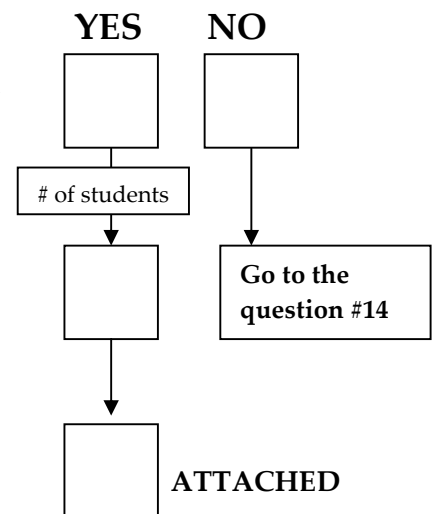 YES NO
# of students
Go to the
question #14
ATTACHED